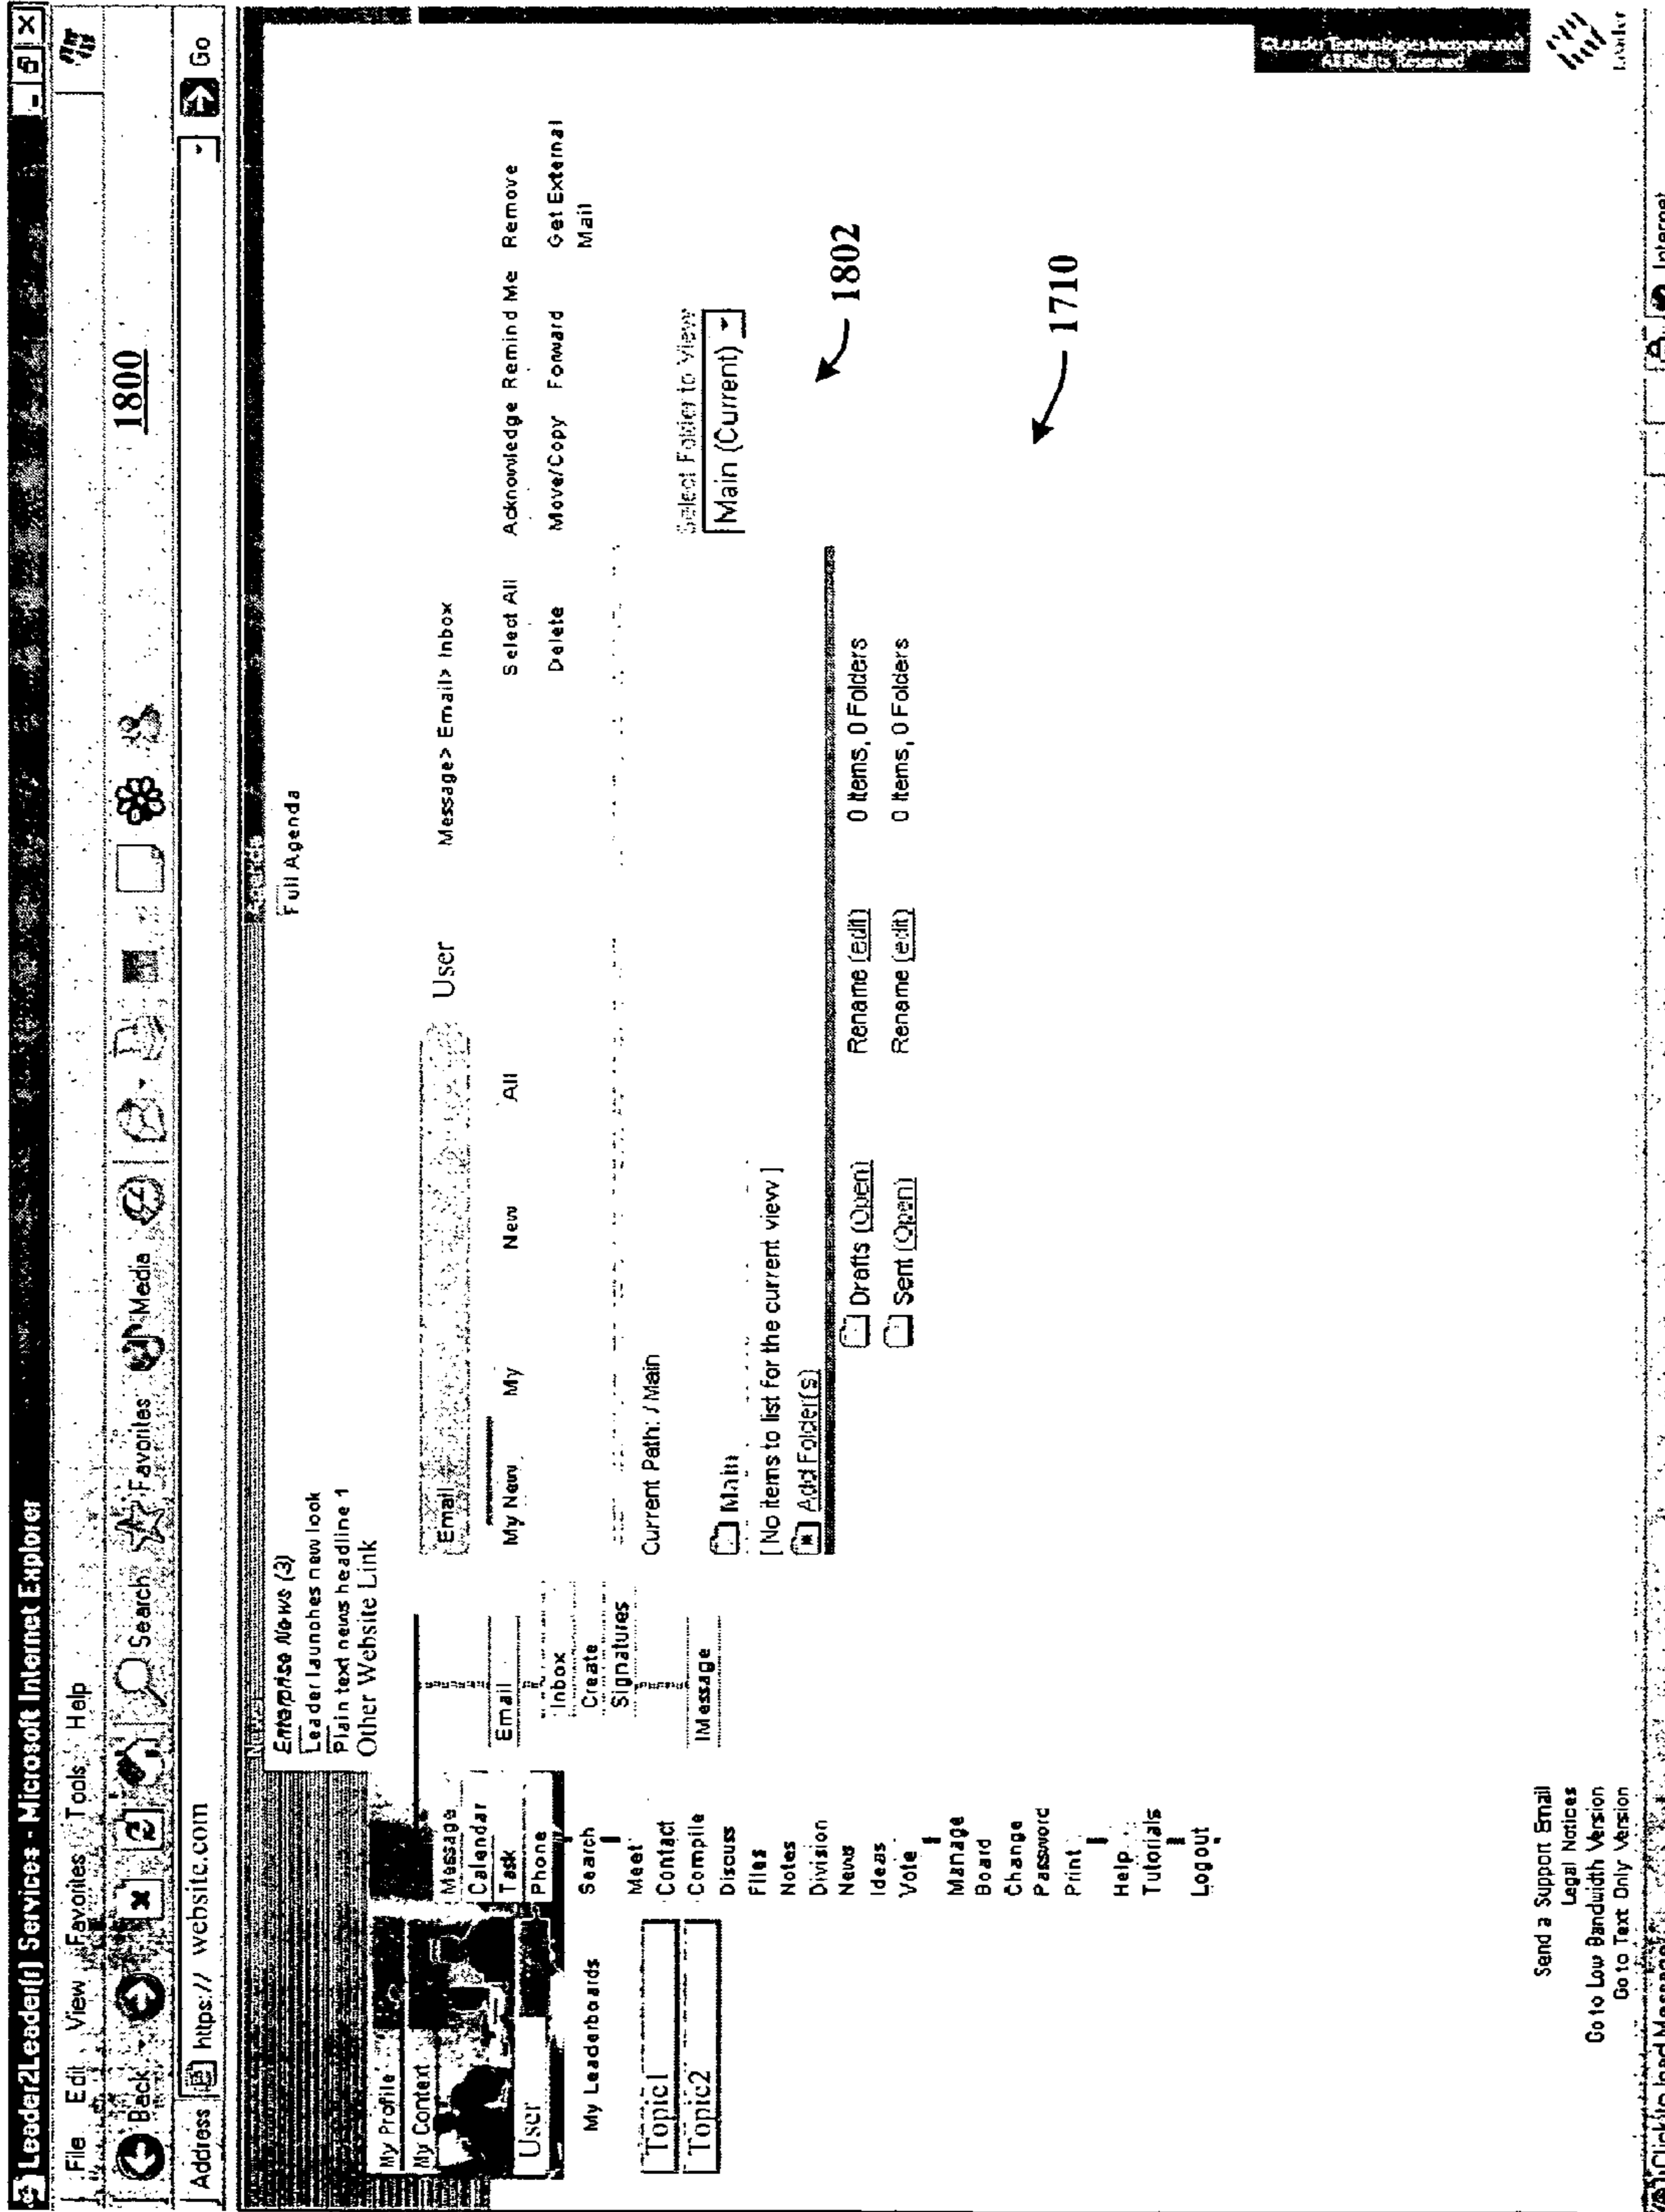 Leader2Leader(r) Services - Microsoft Internet Explorer
File Edit View Favorites Tools Help
Back Search Favorites Media
1800
Address https:// website.com Go
News
Agenda
Enterprise News (3)
Full Agenda
Leader launches new look
Plain text news headline 1
Other Website Link
My Profile
My Context
User
Message
Calendar
Task
Phone
Search
Meet
Contact
Compile
Discuss
Files
Notes
Division
News
Ideas
Vote
Manage
Board
Change
Password
Print
Help
Tutorials
Logout
My Leaderboards
Topic1
Topic2
Email
Inbox
Create
Signatures
IMessage
Email User Message> Email> Inbox
My New My New All Select All Acknowledge Remind Me Remove
Delete Move/Copy Forward Get External
Mail
Current Path: / Main
Select Folder to View
Main (Current)
Main
[No items to list for the current view]
Add Folder(s)
1802
Drafts (Open) Rename (edit) 0 Items, 0 Folders
Sent (Open) Rename (edit) 0 Items, 0 Folders
1710
©Leader Technologies Incorporated
All Rights Reserved
Send a Support Email
Legal Notices
Go to Low Bandwidth Version
Go to Text Only Version
Leader
Internet